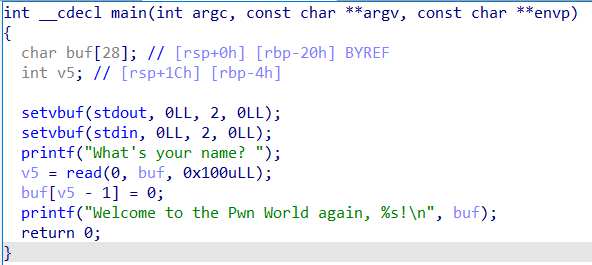 int __cdecl main(int argc, const char **argv, const char **envp)
{
  char buf[28]; // [rsp+0h] [rbp-20h] BYREF
  int v5; // [rsp+1Ch] [rbp-4h]

  setvbuf(stdout, 0LL, 2, 0LL);
  setvbuf(stdin, 0LL, 2, 0LL);
  printf("What's your name? ");
  v5 = read(0, buf, 0x100uLL);
  buf[v5 - 1] = 0;
  printf("Welcome to the Pwn World again, %s!\n", buf);
  return 0;
}